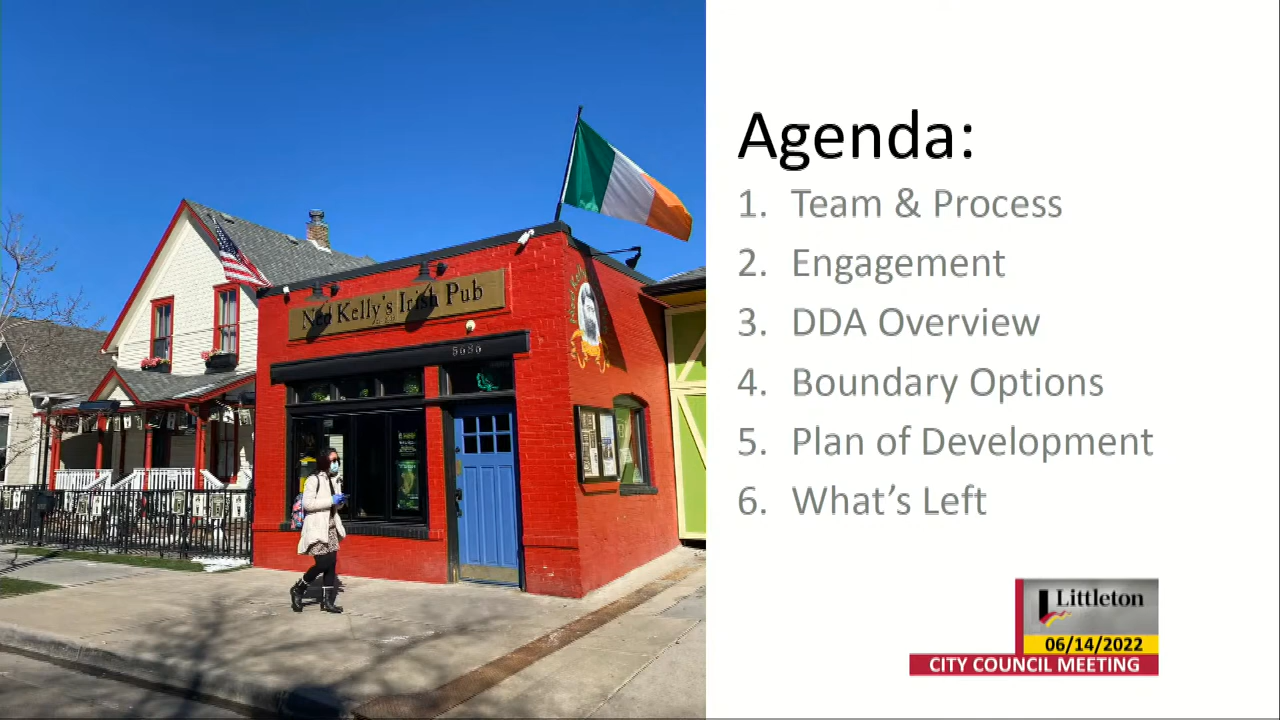 Ned Kelly's Irish Pub
Agenda:
1. Team & Process
2. Engagement
3. DDA Overview
4. Boundary Options
5. Plan of Development
6. What's Left
Littleton
06/14/2022
CITY COUNCIL MEETING